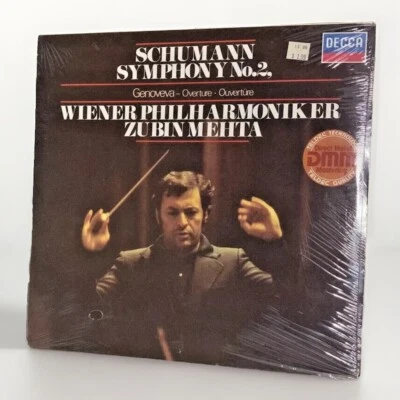 SCHUMANN
DECCA
SYMPHONY No.2,
Genoveva – Overture · Ouvertüre
WIENER PHILHARMONIKER
ZUBIN MEHTA
DMM